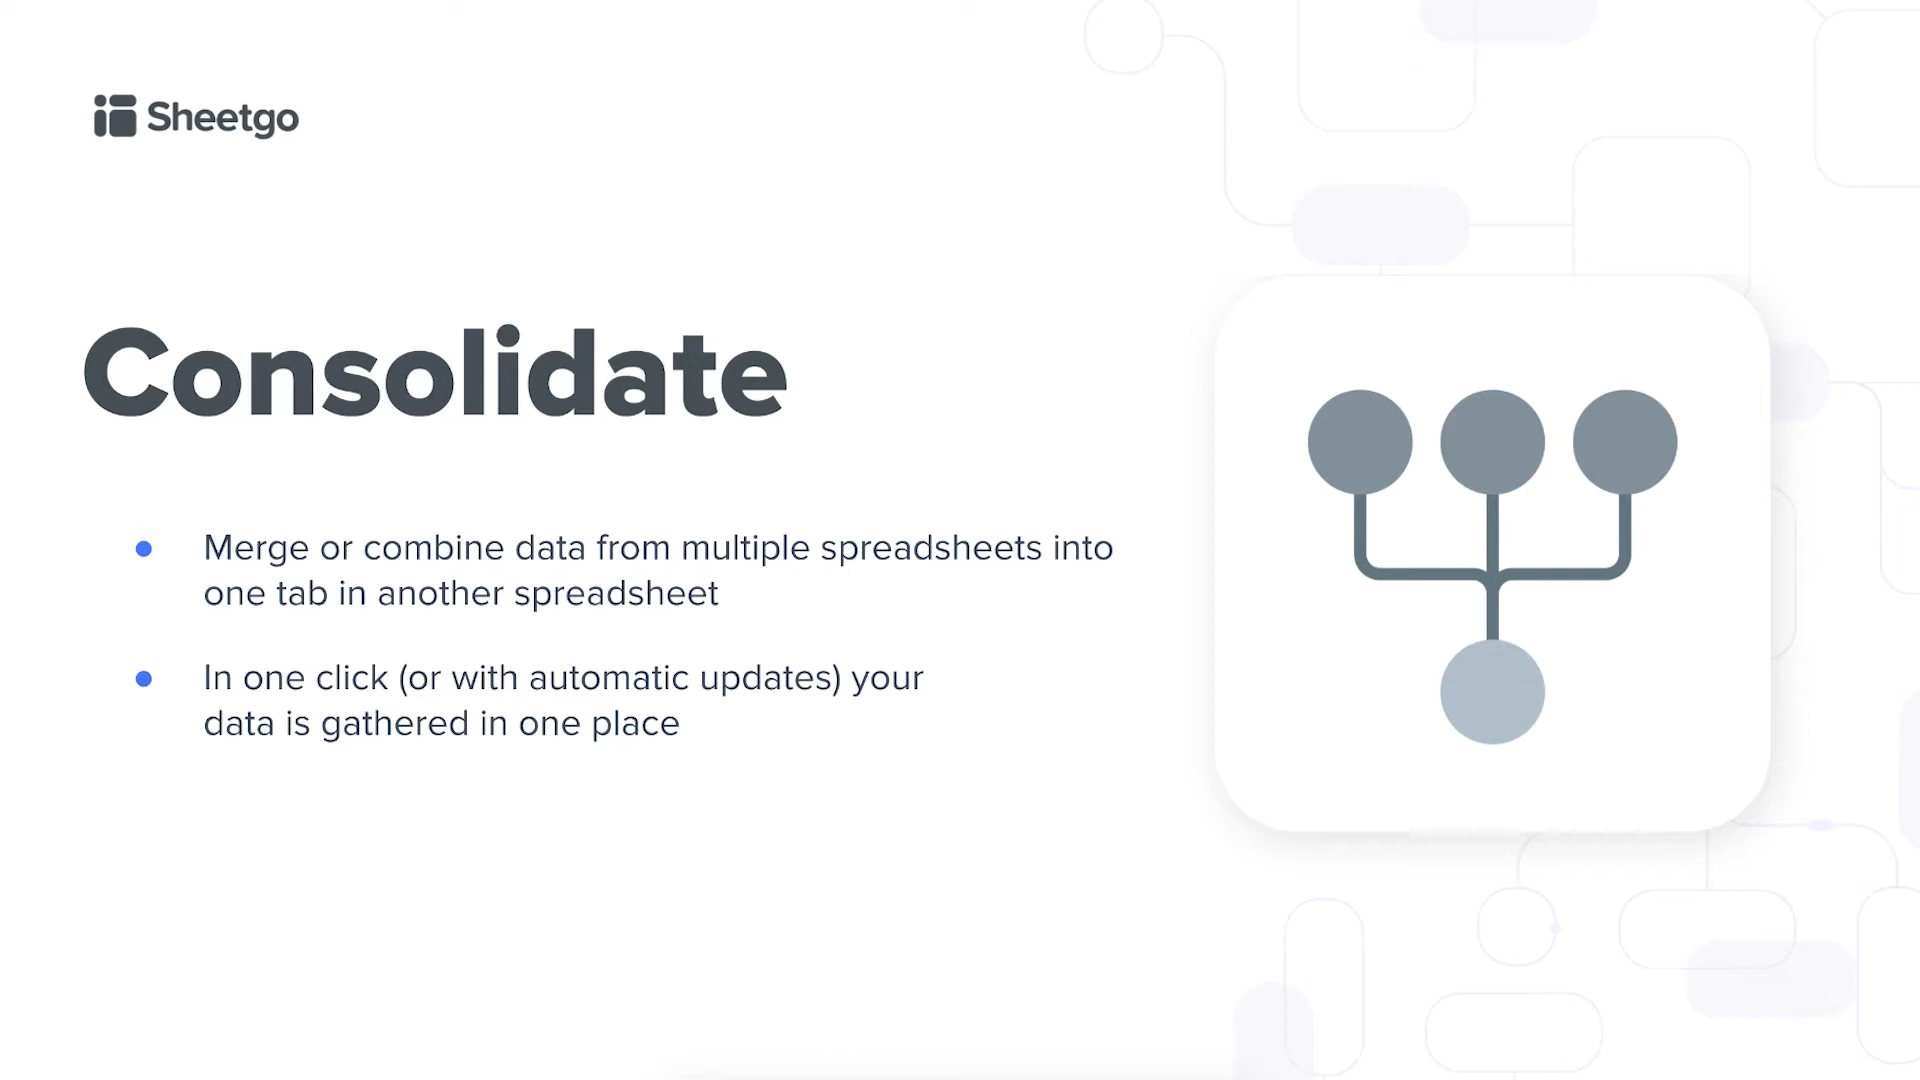 Sheetgo
Consolidate
Merge or combine data from multiple spreadsheets into
one tab in another spreadsheet
In one click (or with automatic updates) your
data is gathered in one place